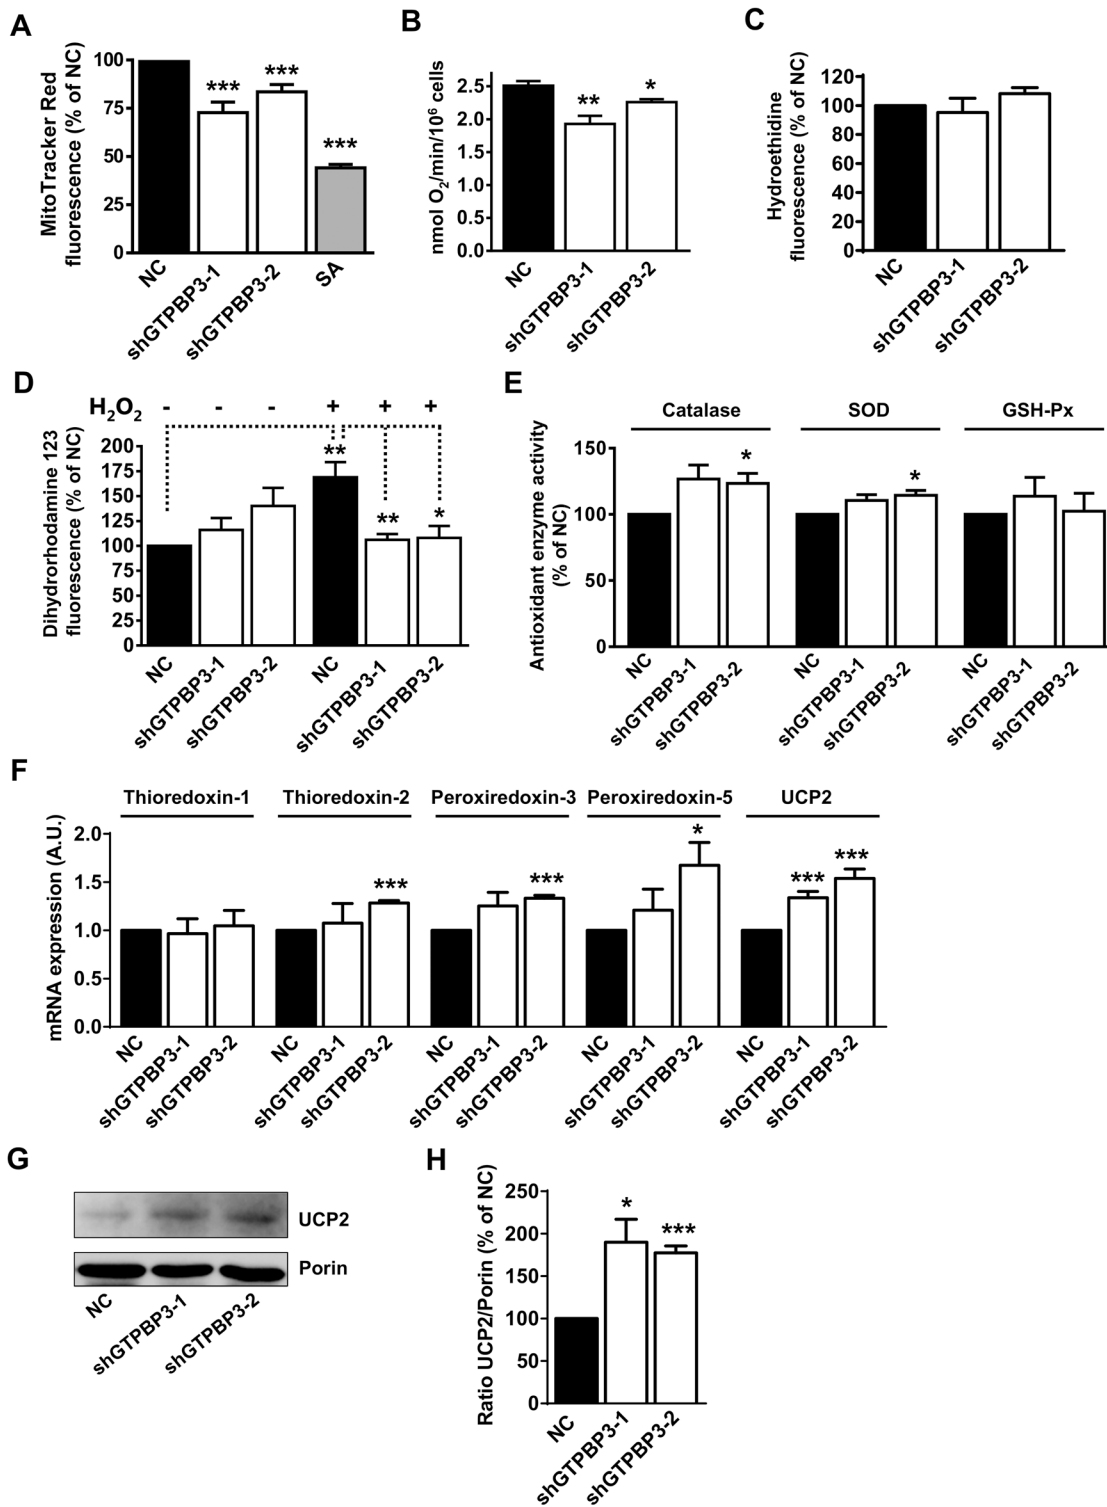 A
MitoTracker Red
fluorescence (% of NC)
100
75
50
25
0
***
***
***
NC
shGTPBP3-1
shGTPBP3-2
SA
B
nmol O₂/min/10⁶ cells
2.5
2.0
1.5
1.0
0.5
0.0
**
*
NC
shGTPBP3-1
shGTPBP3-2
C
Hydroethidine
fluorescence (% of NC)
120
100
80
60
40
20
0
NC
shGTPBP3-1
shGTPBP3-2
D
H₂O₂ - - - + + +
Dihydrorhodamine 123
fluorescence (% of NC)
200
175
150
125
100
75
50
25
0
**
**
*
NC
shGTPBP3-1
shGTPBP3-2
NC
shGTPBP3-1
shGTPBP3-2
E
Catalase SOD GSH-Px
Antioxidant enzyme activity
(% of NC)
150
100
50
0
*
*
NC
shGTPBP3-1
shGTPBP3-2
NC
shGTPBP3-1
shGTPBP3-2
NC
shGTPBP3-1
shGTPBP3-2
F
Thioredoxin-1 Thioredoxin-2 Peroxiredoxin-3 Peroxiredoxin-5 UCP2
mRNA expression (A.U.)
2.0
1.5
1.0
0.5
0.0
***
***
*
***
***
NC
shGTPBP3-1
shGTPBP3-2
NC
shGTPBP3-1
shGTPBP3-2
NC
shGTPBP3-1
shGTPBP3-2
NC
shGTPBP3-1
shGTPBP3-2
NC
shGTPBP3-1
shGTPBP3-2
G
UCP2
Porin
NC
shGTPBP3-1
shGTPBP3-2
H
Ratio UCP2/Porin (% of NC)
250
200
150
100
50
0
*
***
NC
shGTPBP3-1
shGTPBP3-2